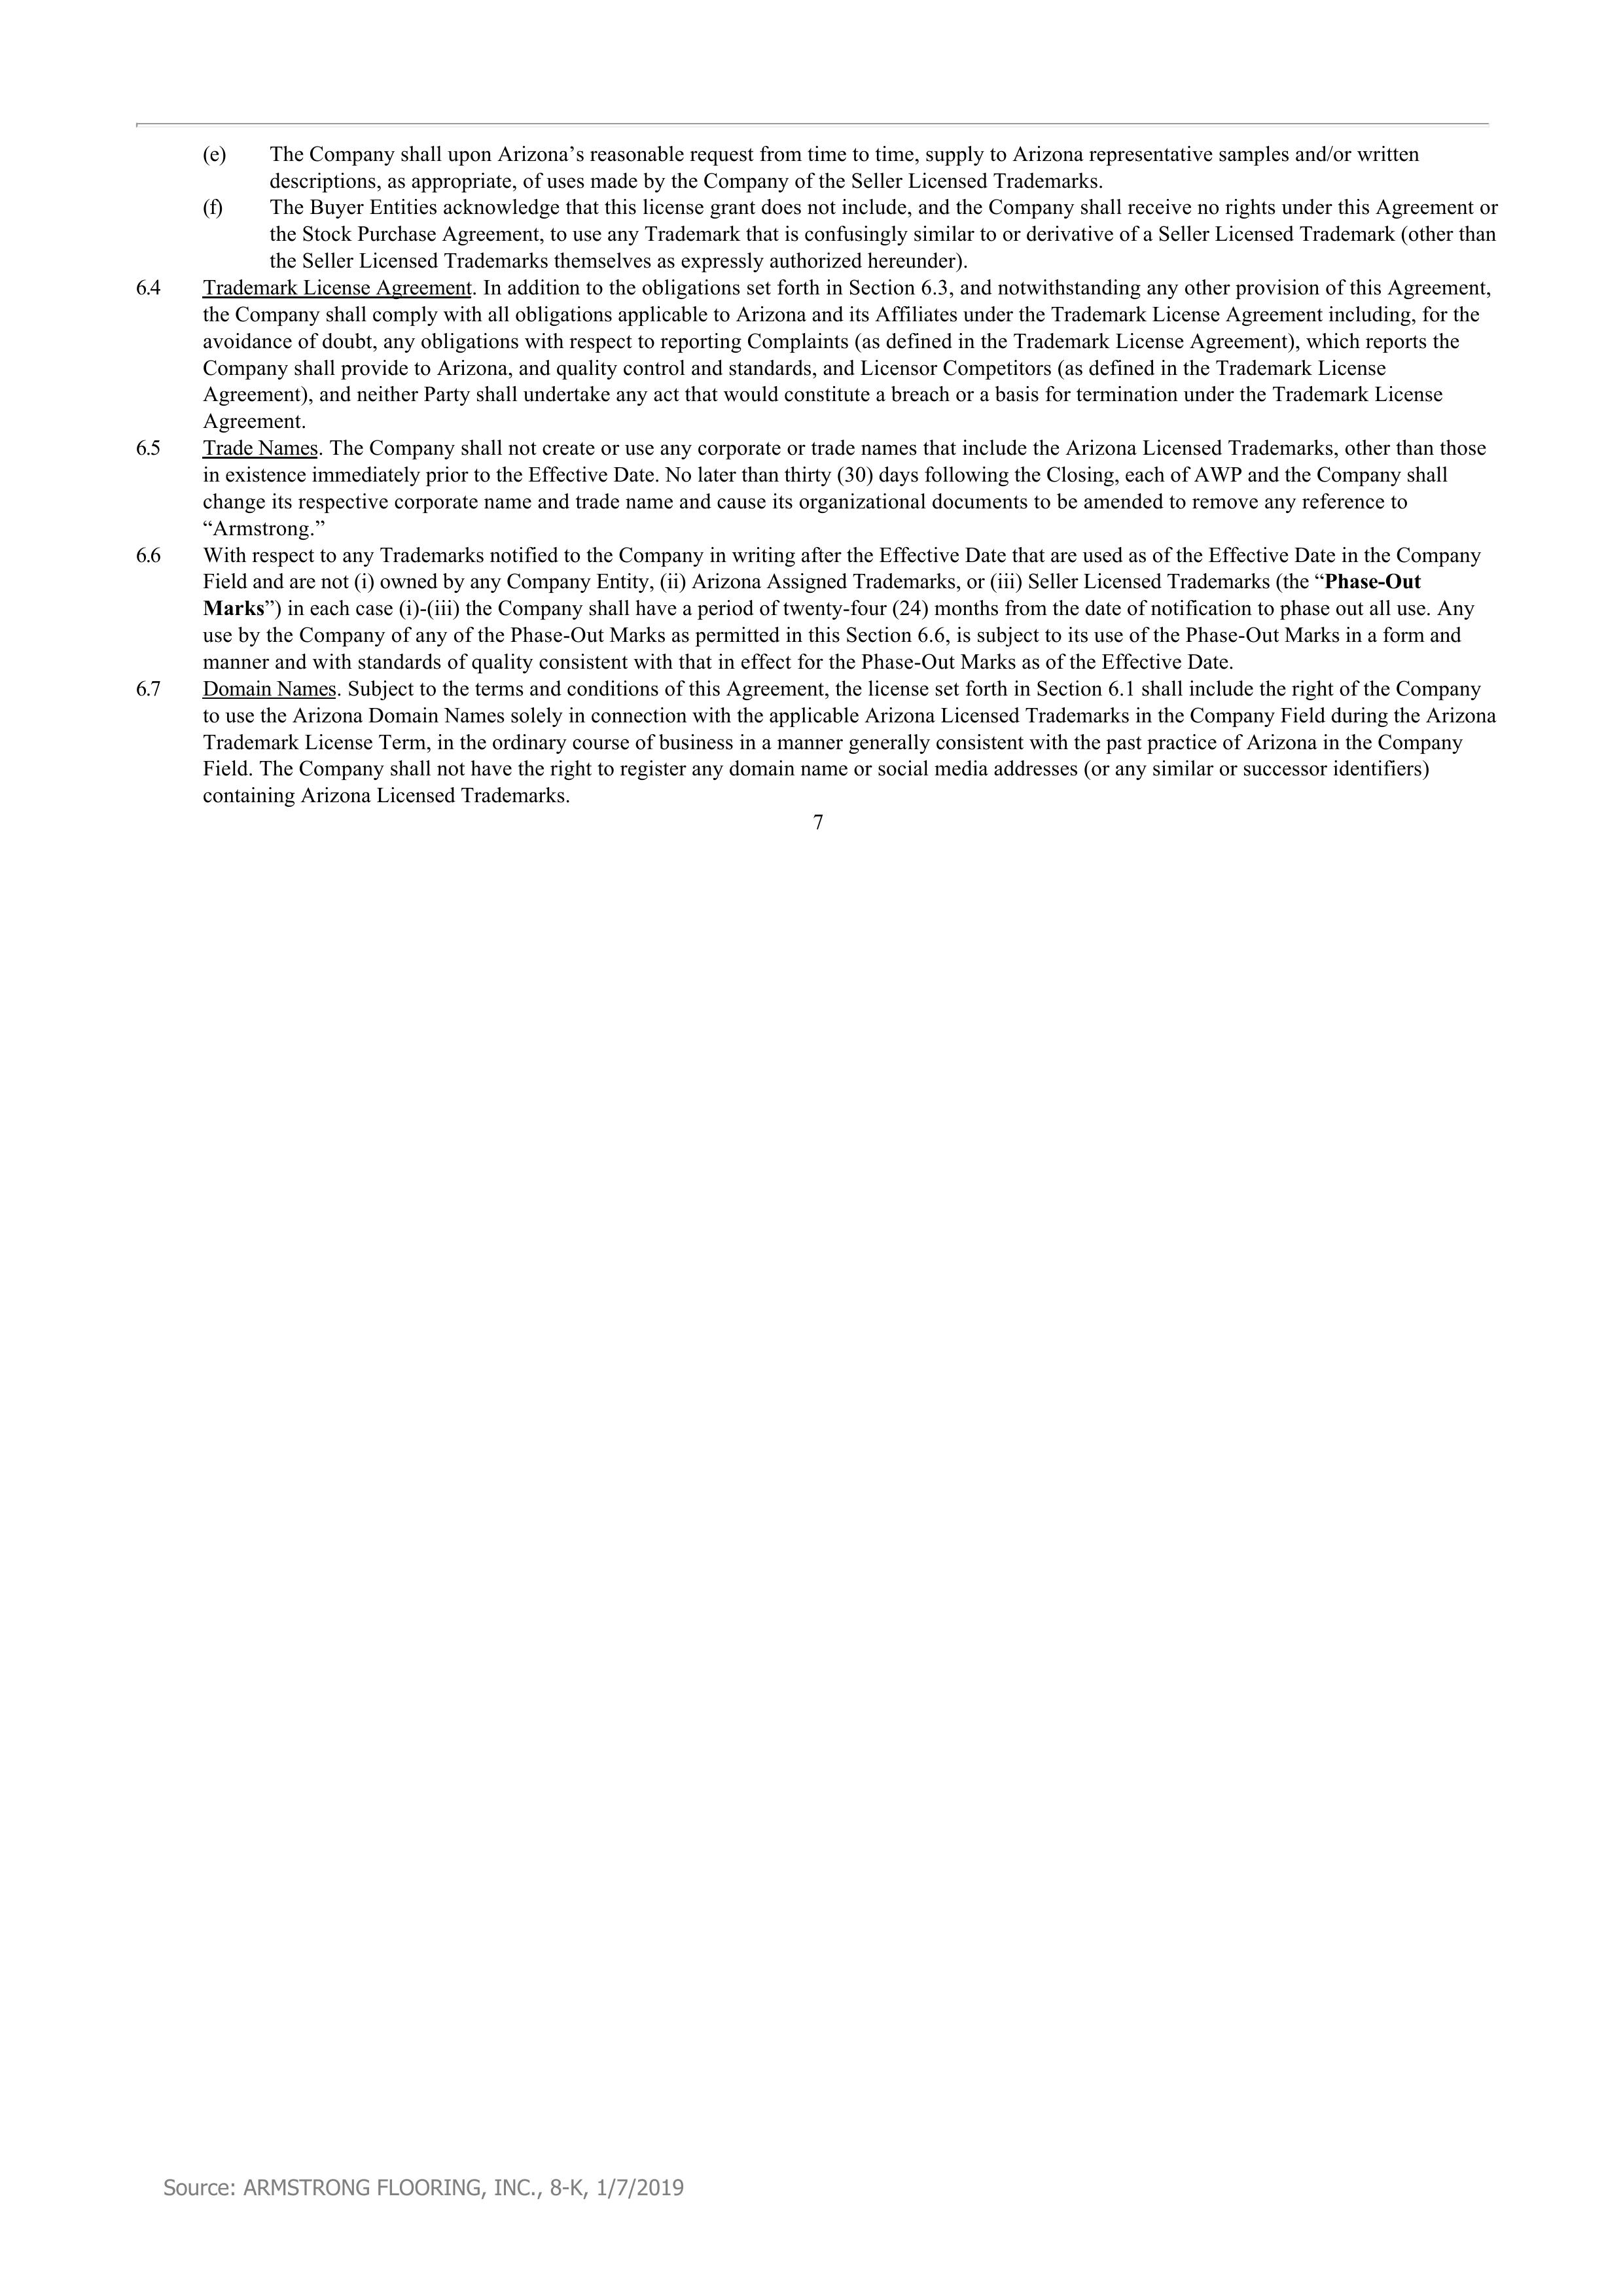 (e) The Company shall upon Arizona’s reasonable request from time to time, supply to Arizona representative samples and/or written
descriptions, as appropriate, of uses made by the Company of the Seller Licensed Trademarks.
(f) The Buyer Entities acknowledge that this license grant does not include, and the Company shall receive no rights under this Agreement or
the Stock Purchase Agreement, to use any Trademark that is confusingly similar to or derivative of a Seller Licensed Trademark (other than
the Seller Licensed Trademarks themselves as expressly authorized hereunder).
6.4 Trademark License Agreement. In addition to the obligations set forth in Section 6.3, and notwithstanding any other provision of this Agreement,
the Company shall comply with all obligations applicable to Arizona and its Affiliates under the Trademark License Agreement including, for the
avoidance of doubt, any obligations with respect to reporting Complaints (as defined in the Trademark License Agreement), which reports the
Company shall provide to Arizona, and quality control and standards, and Licensor Competitors (as defined in the Trademark License
Agreement), and neither Party shall undertake any act that would constitute a breach or a basis for termination under the Trademark License
Agreement.
6.5 Trade Names. The Company shall not create or use any corporate or trade names that include the Arizona Licensed Trademarks, other than those
in existence immediately prior to the Effective Date. No later than thirty (30) days following the Closing, each of AWP and the Company shall
change its respective corporate name and trade name and cause its organizational documents to be amended to remove any reference to
“Armstrong.”
6.6 With respect to any Trademarks notified to the Company in writing after the Effective Date that are used as of the Effective Date in the Company
Field and are not (i) owned by any Company Entity, (ii) Arizona Assigned Trademarks, or (iii) Seller Licensed Trademarks (the “Phase-Out
Marks”) in each case (i)-(iii) the Company shall have a period of twenty-four (24) months from the date of notification to phase out all use. Any
use by the Company of any of the Phase-Out Marks as permitted in this Section 6.6, is subject to its use of the Phase-Out Marks in a form and
manner and with standards of quality consistent with that in effect for the Phase-Out Marks as of the Effective Date.
6.7 Domain Names. Subject to the terms and conditions of this Agreement, the license set forth in Section 6.1 shall include the right of the Company
to use the Arizona Domain Names solely in connection with the applicable Arizona Licensed Trademarks in the Company Field during the Arizona
Trademark License Term, in the ordinary course of business in a manner generally consistent with the past practice of Arizona in the Company
Field. The Company shall not have the right to register any domain name or social media addresses (or any similar or successor identifiers)
containing Arizona Licensed Trademarks.
7
Source: ARMSTRONG FLOORING, INC., 8-K, 1/7/2019